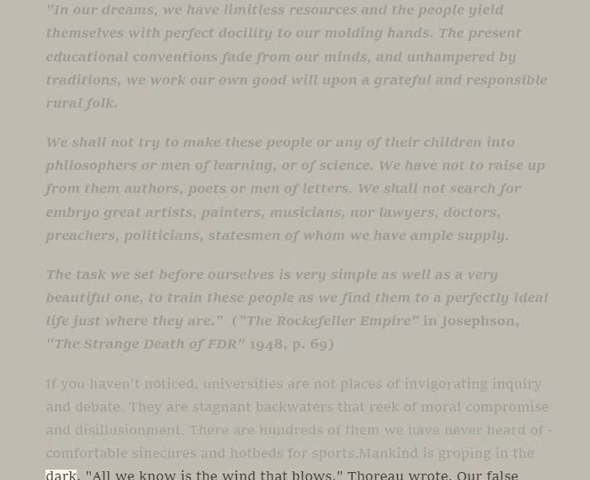 "In our dreams, we have limitless resources and the people yield
themselves with perfect docility to our molding hands. The present
educational conventions fade from our minds, and unhampered by
traditions, we work our own good will upon a grateful and responsible
rural folk.
We shall not try to make these people or any of their children into
philosophers or men of learning, or of science. We have not to raise up
from them authors, poets or men of letters. We shall not search for
embryo great artists, painters, musicians, nor lawyers, doctors,
preachers, politicians, statesmen of whom we have ample supply.
The task we set before ourselves is very simple as well as a very
beautiful one, to train these people as we find them to a perfectly ideal
life just where they are." ("The Rockefeller Empire" in Josephson,
"The Strange Death of FDR" 1948, p. 69)
If you haven't noticed, universities are not places of invigorating inquiry
and debate. They are stagnant backwaters that reek of moral compromise
and disillusionment. There are hundreds of them we have never heard of -
comfortable sinecures and hotbeds for sports.Mankind is groping in the
dark. "All we know is the wind that blows." Thoreau wrote. Our false